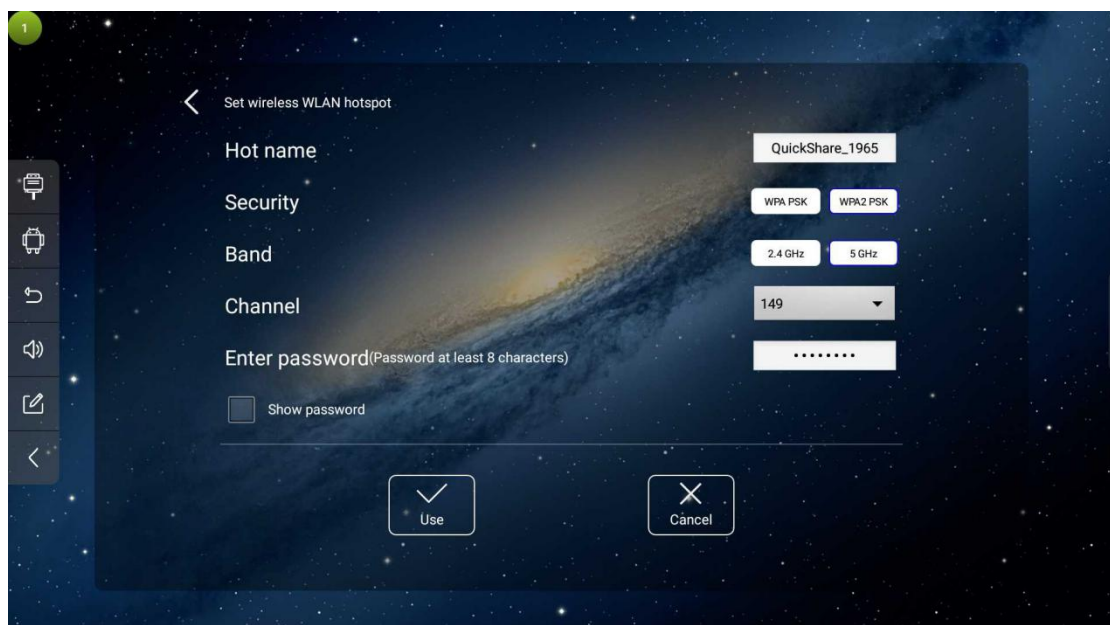 1
Set wireless WLAN hotspot
Hot name QuickShare_1965
Security WPA PSK WPA2 PSK
Band 2.4 GHz 5 GHz
Channel 149
Enter password(Password at least 8 characters) ••••••••
Show password
Use Cancel